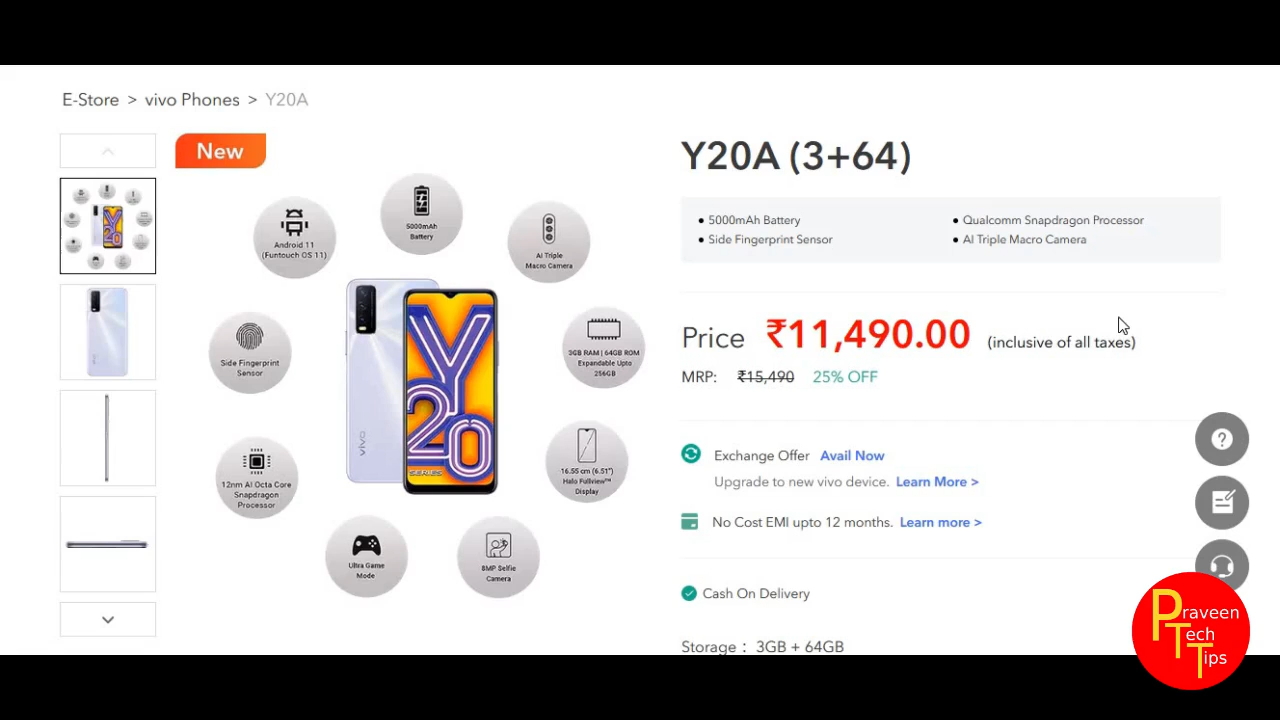 E-Store > vivo Phones > Y20A
New
Android 11
(Funtouch OS 11)
5000mAh
Battery
AI Triple
Macro Camera
Side Fingerprint
Sensor
3GB RAM | 64GB ROM
Expandable Upto
256GB
12nm AI Octa Core
Snapdragon
Processor
16.55 cm (6.51")
Halo Fullview™
Display
Ultra Game
Mode
8MP Selfie
Camera
vivo
Y
20
SERIES
Y20A (3+64)
● 5000mAh Battery
● Qualcomm Snapdragon Processor
● Side Fingerprint Sensor
● AI Triple Macro Camera
Price ₹11,490.00 (inclusive of all taxes)
MRP: ₹15,490 25% OFF
Exchange Offer Avail Now
Upgrade to new vivo device. Learn More >
No Cost EMI upto 12 months. Learn more >
Cash On Delivery
Storage : 3GB + 64GB
Praveen
Tech
Tips